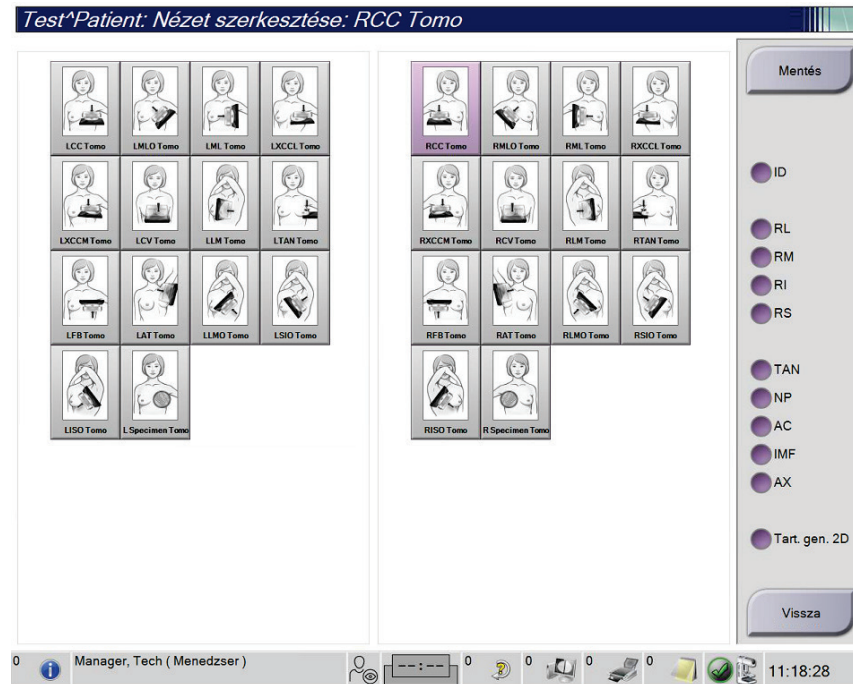 Test^Patient: Nézet szerkesztése: RCC Tomo
LCC Tomo
LMLO Tomo
LML Tomo
LXCCL Tomo
LXCCM Tomo
LCV Tomo
LLM Tomo
LTAN Tomo
LFB Tomo
LAT Tomo
LLMO Tomo
LSIO Tomo
LISO Tomo
L Specimen Tomo
RCC Tomo
RMLO Tomo
RML Tomo
RXCCL Tomo
RXCCM Tomo
RCV Tomo
RLM Tomo
RTAN Tomo
RFB Tomo
RAT Tomo
RLMO Tomo
RSIO Tomo
RISO Tomo
R Specimen Tomo
Mentés
ID
RL
RM
RI
RS
TAN
NP
AC
IMF
AX
Tart. gen. 2D
Vissza
0 Manager, Tech ( Menedzser ) --:-- 0 0 0 0 11:18:28